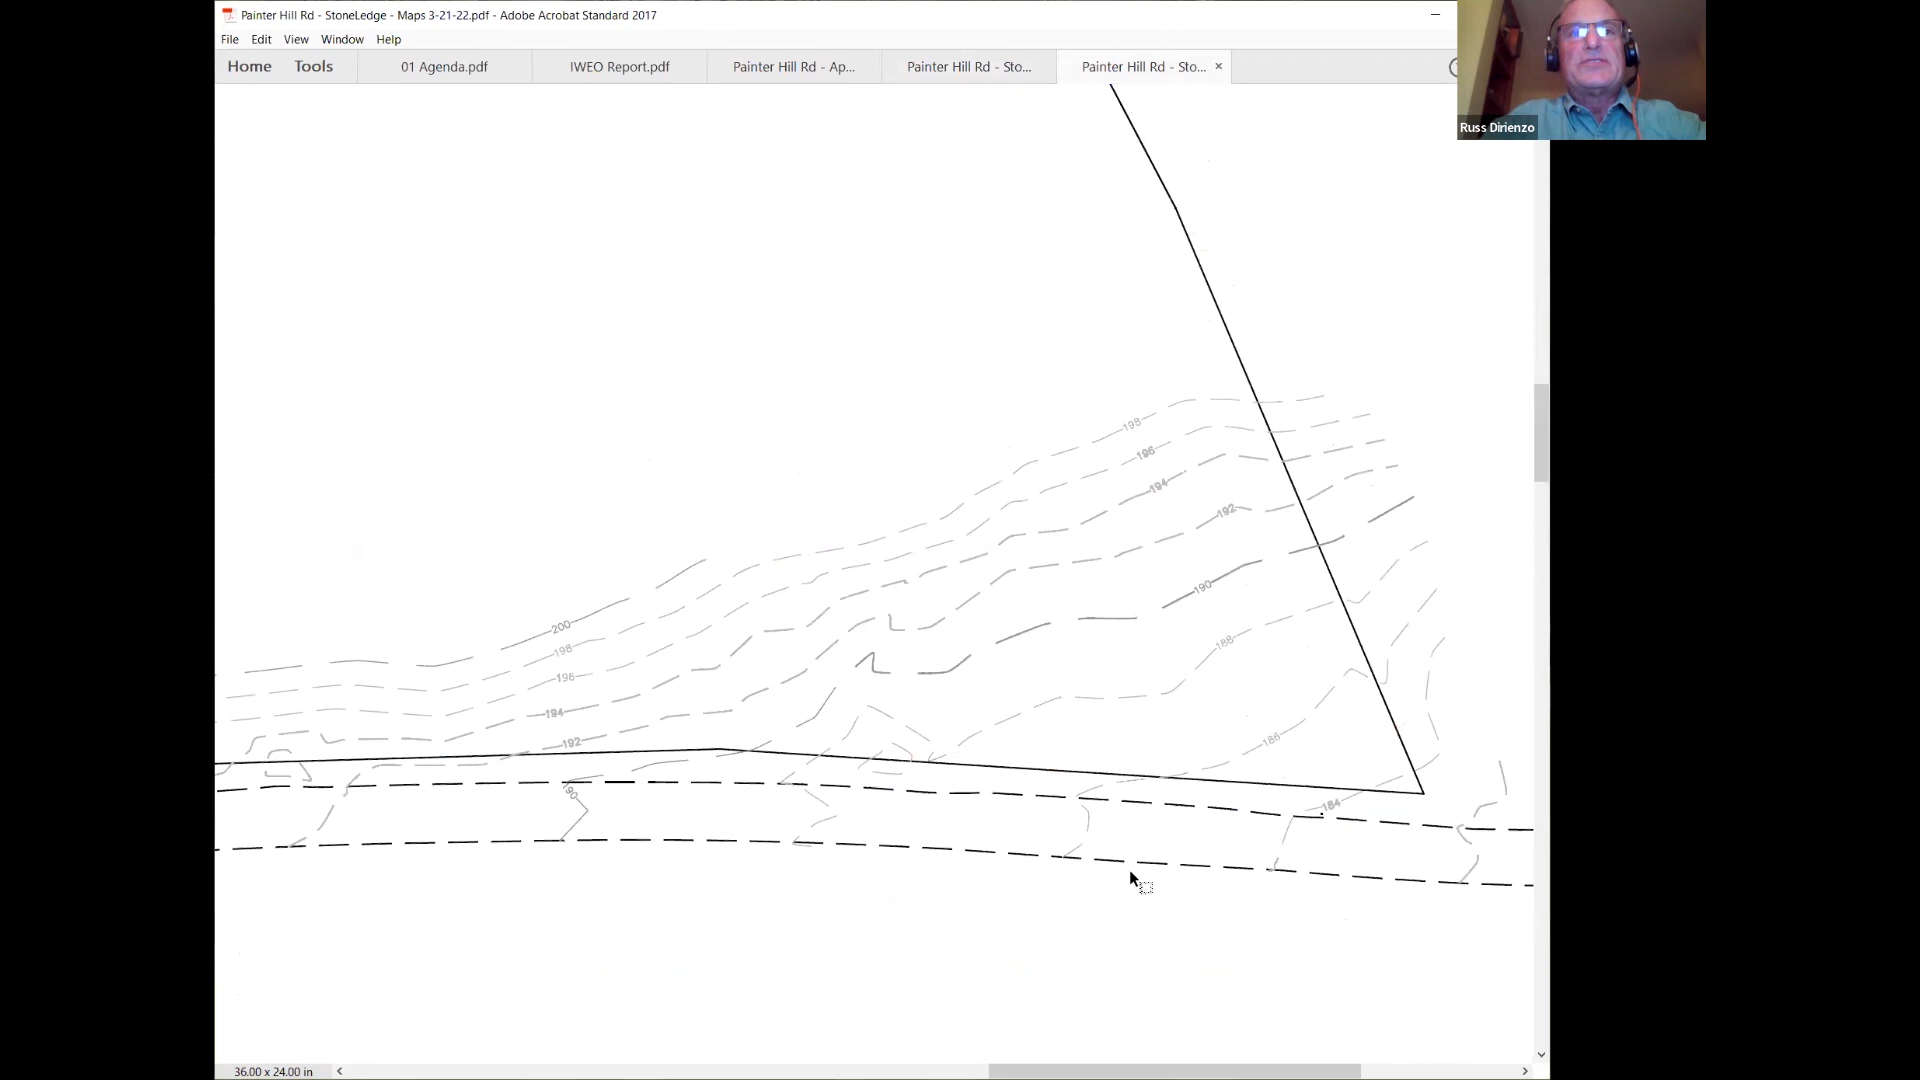 Painter Hill Rd - StoneLedge - Maps 3-21-22.pdf - Adobe Acrobat Standard 2017
File Edit View Window Help
Home Tools 01 Agenda.pdf IWEO Report.pdf Painter Hill Rd - Ap... Painter Hill Rd - Sto... Painter Hill Rd - Sto... ×
Russ Dirienzo
198
196
194
192
190
188
200
198
196
194
192
186
190
184
36.00 x 24.00 in